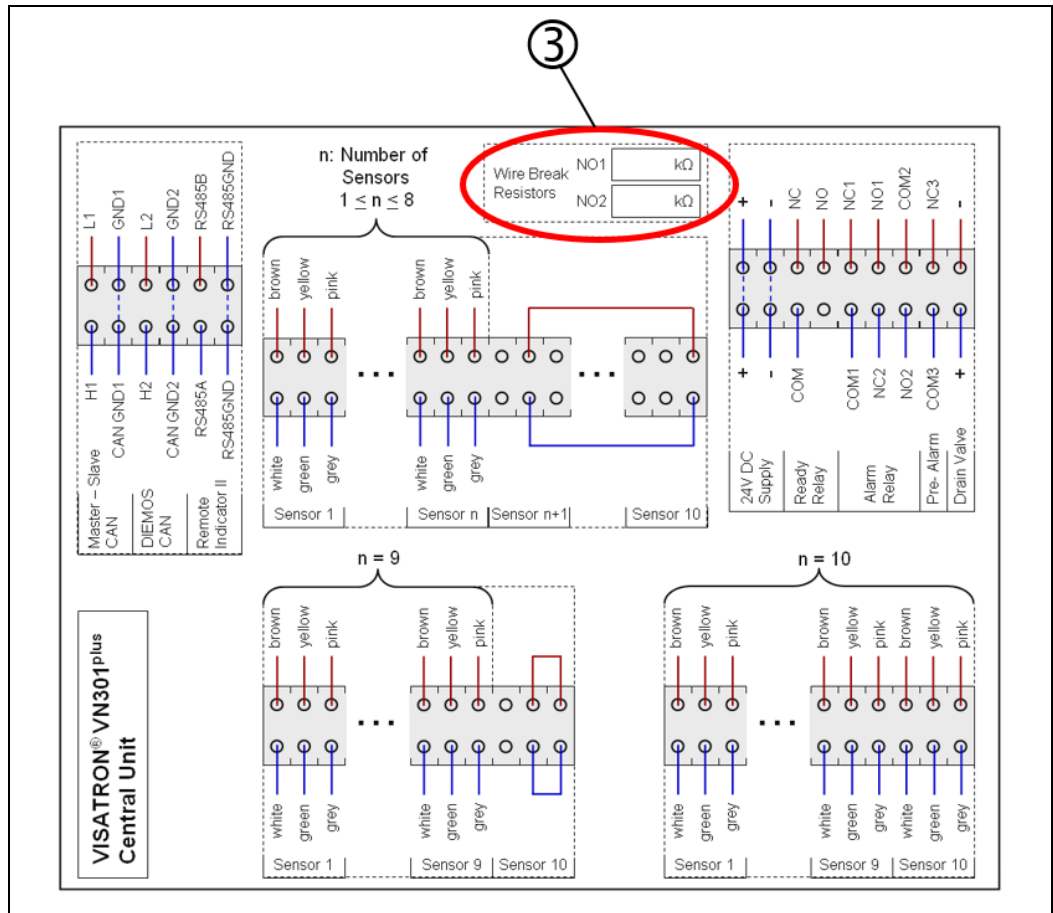 ③
n: Number of
Sensors
1 ≤ n ≤ 8
Wire Break
Resistors
NO1 kΩ
NO2 kΩ
L1
GND1
L2
GND2
RS485B
RS485GND
H1
CAN GND1
H2
CAN GND2
RS485A
RS485GND
Master – Slave
CAN
DIEMOS
CAN
Remote
Indicator II
brown
yellow
pink
brown
yellow
pink
...
...
white
green
grey
white
green
grey
Sensor 1
Sensor n
Sensor n+1
Sensor 10
+
-
NC
NO
NC1
NO1
COM2
NC3
-
+
-
COM
COM1
NC2
NO2
COM3
+
24V DC
Supply
Ready
Relay
Alarm
Relay
Pre- Alarm
Drain Valve
VISATRON® VN301plus
Central Unit
n = 9
brown
yellow
pink
brown
yellow
pink
...
white
green
grey
white
green
grey
Sensor 1
Sensor 9
Sensor 10
n = 10
brown
yellow
pink
brown
yellow
pink
brown
yellow
pink
...
white
green
grey
white
green
grey
white
green
grey
Sensor 1
Sensor 9
Sensor 10